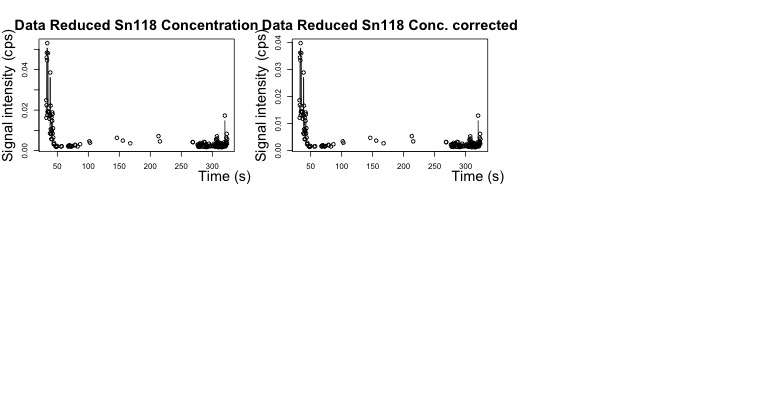 Data Reduced Sn118 Concentration
Signal intensity (cps)
0.00 0.02 0.04
50 100 150 200 250 300
Time (s)
Data Reduced Sn118 Conc. corrected
Signal intensity (cps)
0.00 0.01 0.02 0.03 0.04
50 100 150 200 250 300
Time (s)